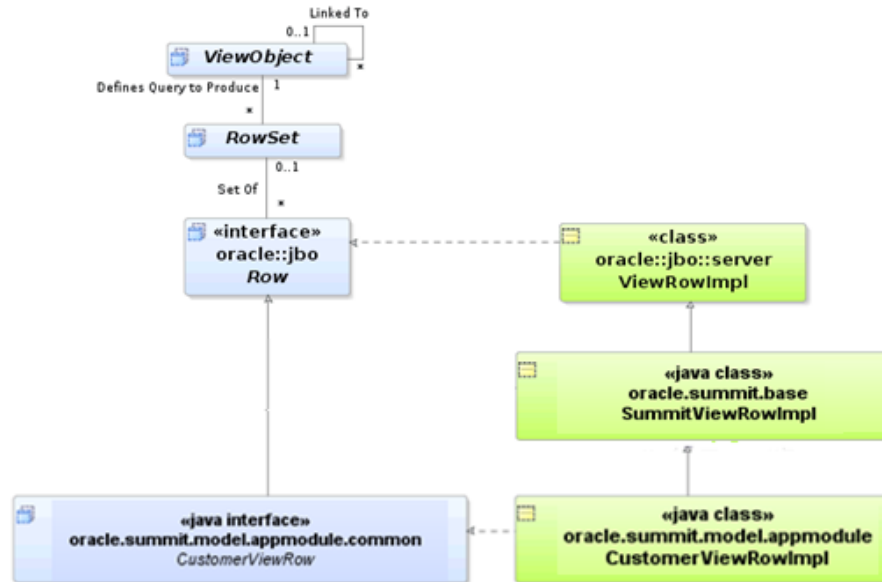 Linked To
0..1
ViewObject
*
Defines Query to Produce
1
*
RowSet
0..1
Set Of
*
«interface»
oracle::jbo
Row
«class»
oracle::jbo::server
ViewRowImpl
«java class»
oracle.summit.base
SummitViewRowImpl
«java interface»
oracle.summit.model.appmodule.common
CustomerViewRow
«java class»
oracle.summit.model.appmodule
CustomerViewRowImpl